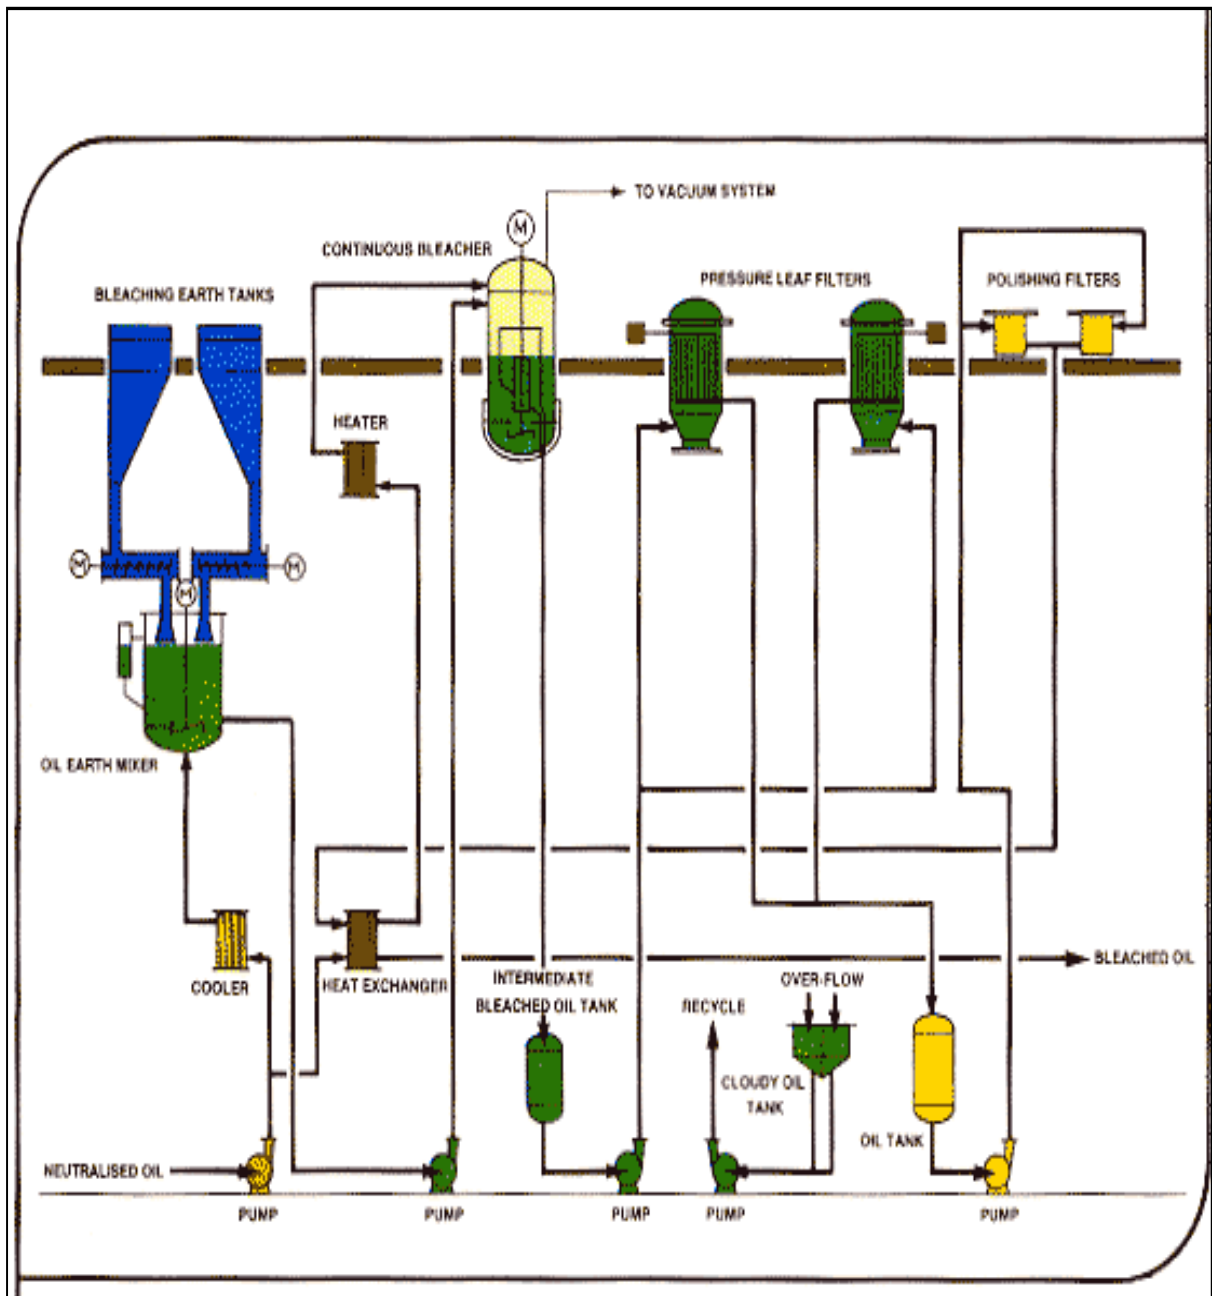 TO VACUUM SYSTEM
M
CONTINUOUS BLEACHER
BLEACHING EARTH TANKS
PRESSURE LEAF FILTERS
POLISHING FILTERS
HEATER
M
M
M
OIL EARTH MIXER
COOLER
HEAT EXCHANGER
INTERMEDIATE
BLEACHED OIL TANK
RECYCLE
OVER-FLOW
BLEACHED OIL
CLOUDY OIL
TANK
OIL TANK
NEUTRALISED OIL
PUMP
PUMP
PUMP
PUMP
PUMP